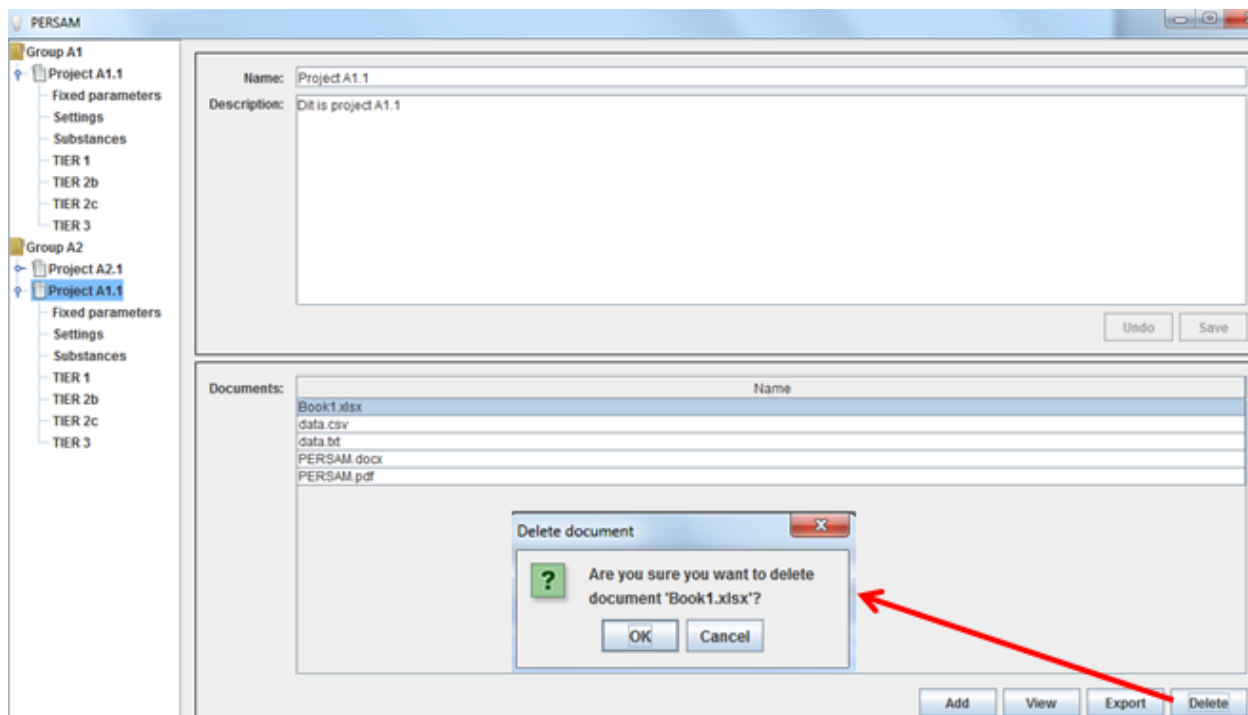 PERSAM
Group A1
Project A1.1
Fixed parameters
Settings
Substances
TIER 1
TIER 2b
TIER 2c
TIER 3
Group A2
Project A2.1
Project A1.1
Fixed parameters
Settings
Substances
TIER 1
TIER 2b
TIER 2c
TIER 3
Name: Project A1.1
Description: Dit is project A1.1
Undo Save
Documents: Name
Book1.xlsx
data.csv
data.txt
PERSAM.docx
PERSAM.pdf
Delete document
?
Are you sure you want to delete
document 'Book1.xlsx'?
OK Cancel
Add View Export Delete